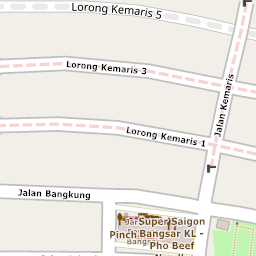 Lorong Kemaris 5
Lorong Kemaris 3
Jalan Kemaris
Lorong Kemaris 1
Jalan Bangkung
Super Saigon
Pinch Bangsar KL -
Pho Beef